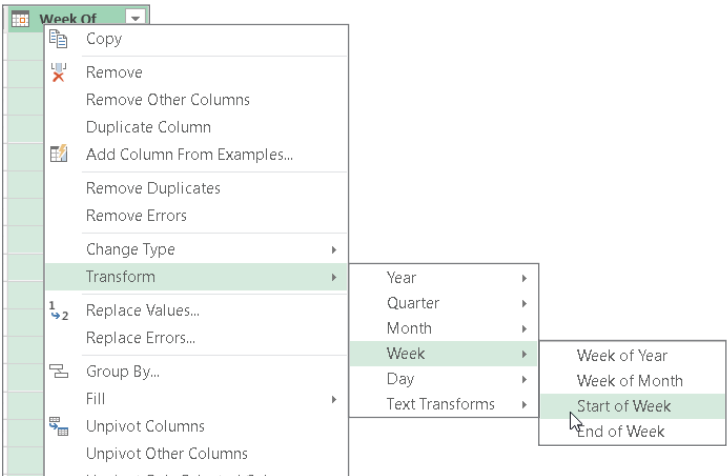 Week Of
Copy
Remove
Remove Other Columns
Duplicate Column
Add Column From Examples...
Remove Duplicates
Remove Errors
Change Type
Transform
1
2
Replace Values...
Replace Errors...
Group By...
Fill
Unpivot Columns
Unpivot Other Columns
Year
Quarter
Month
Week
Day
Text Transforms
Week of Year
Week of Month
Start of Week
End of Week